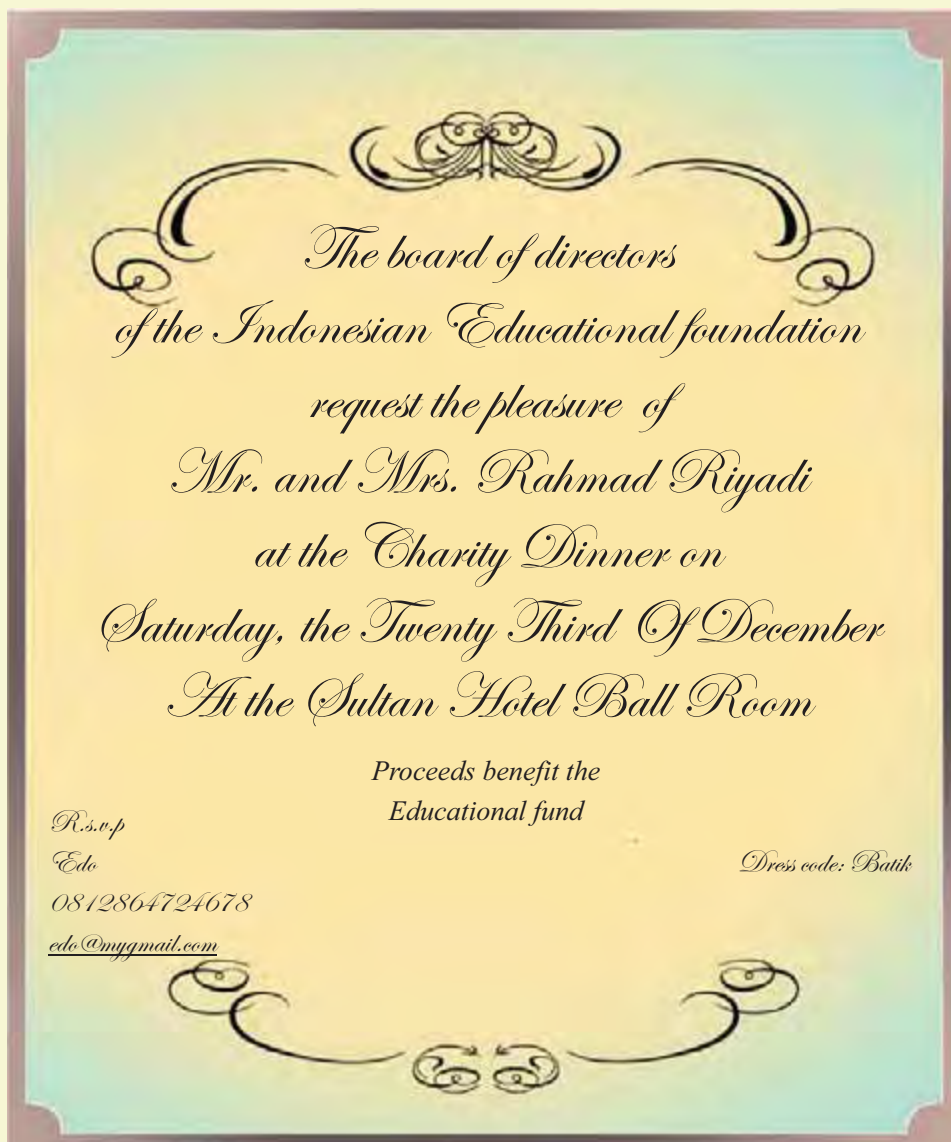 The board of directors
of the Indonesian Educational foundation
request the pleasure of
Mr. and Mrs. Rahmad Riyadi
at the Charity Dinner on
Saturday, the Twenty Third Of December
At the Sultan Hotel Ball Room
Proceeds benefit the
Educational fund
R.s.v.p
Edo
0812864724678
edo@mygmail.com
Dress code: Batik